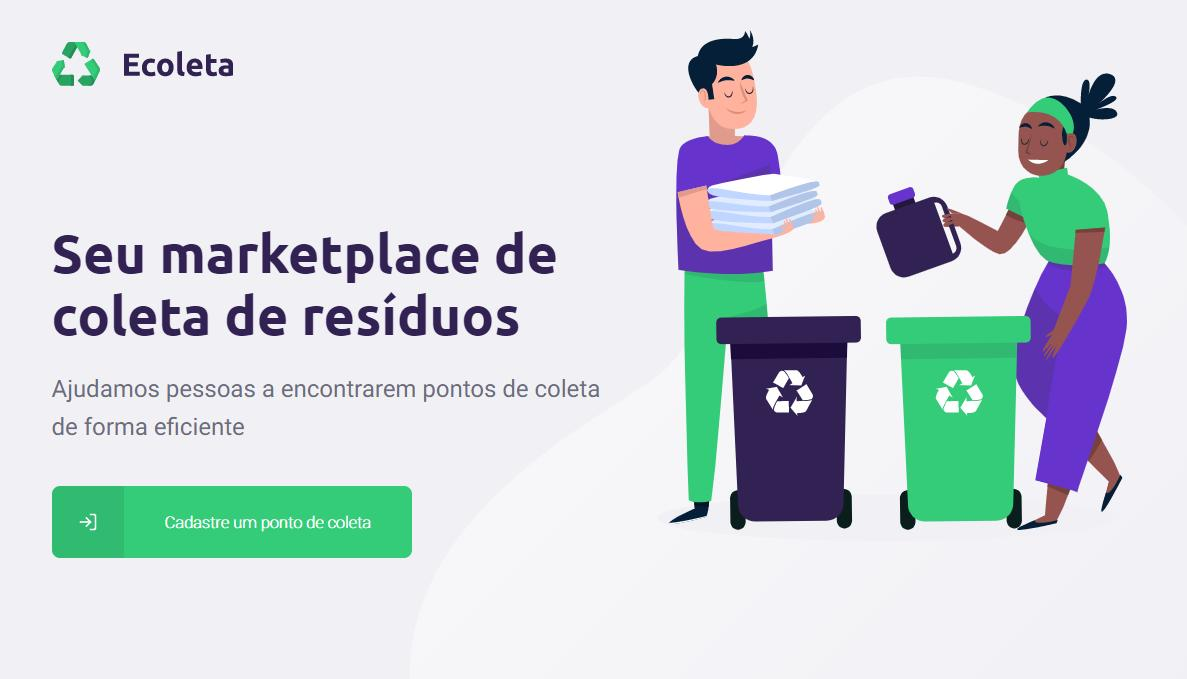 Ecoleta
Seu marketplace de
coleta de resíduos
Ajudamos pessoas a encontrarem pontos de coleta
de forma eficiente
Cadastre um ponto de coleta